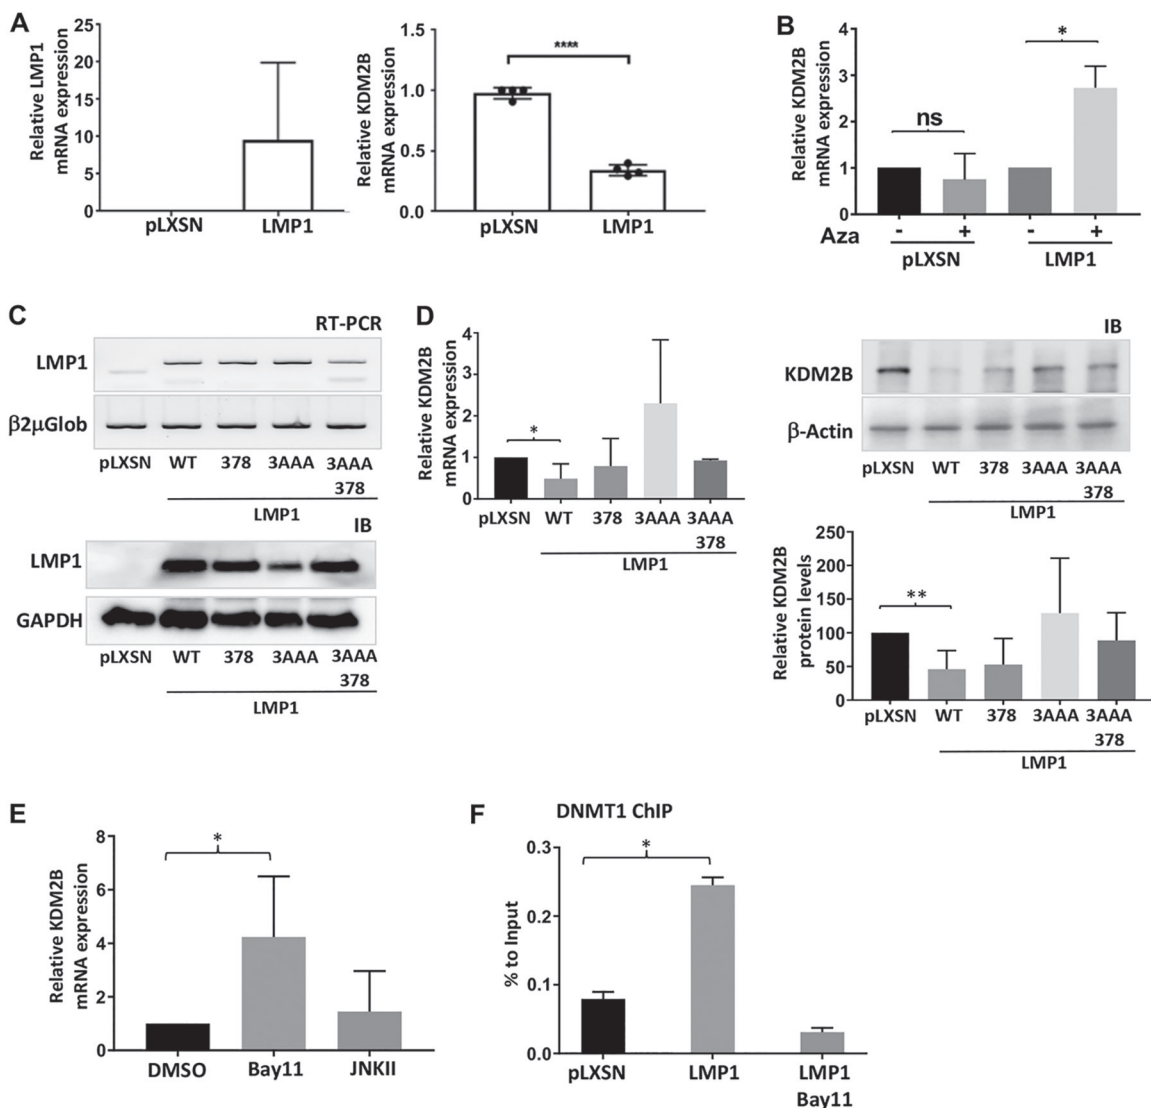 A
Relative LMP1
mRNA expression
25
20
15
10
5
0
pLXSN
LMP1
Relative KDM2B
mRNA expression
1.5
1.0
0.5
0.0
****
pLXSN
LMP1
B
Relative KDM2B
mRNA expression
4
3
2
1
0
ns
*
Aza
-
+
-
+
pLXSN
LMP1
C
RT-PCR
LMP1
β2μGlob
pLXSN
WT
378
3AAA
3AAA
378
LMP1
IB
LMP1
GAPDH
pLXSN
WT
378
3AAA
3AAA
378
LMP1
D
Relative KDM2B
mRNA expression
4
3
2
1
0
*
pLXSN
WT
378
3AAA
3AAA
378
LMP1
IB
KDM2B
β-Actin
pLXSN
WT
378
3AAA
3AAA
378
LMP1
Relative KDM2B
protein levels
250
200
150
100
50
0
**
pLXSN
WT
378
3AAA
3AAA
378
LMP1
E
Relative KDM2B
mRNA expression
8
6
4
2
0
*
DMSO
Bay11
JNKII
F
DNMT1 ChIP
% to Input
0.3
0.2
0.1
0.0
*
pLXSN
LMP1
LMP1
Bay11